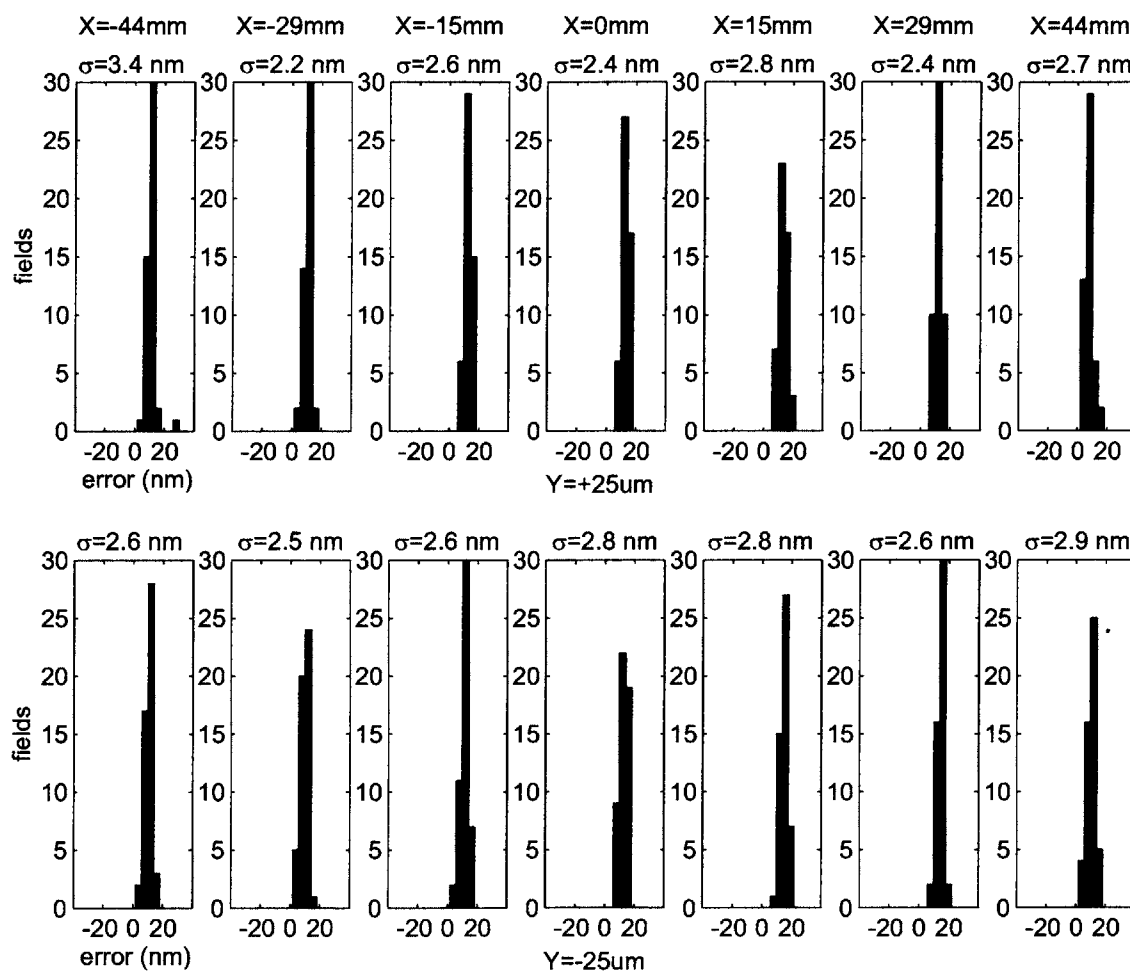 X=-44mm X=-29mm X=-15mm X=0mm X=15mm X=29mm X=44mm
σ=3.4 nm σ=2.2 nm σ=2.6 nm σ=2.4 nm σ=2.8 nm σ=2.4 nm σ=2.7 nm
30 30 30 30 30 30 30
25 25 25 25 25 25 25
20 20 20 20 20 20 20
15 15 15 15 15 15 15
fields
10 10 10 10 10 10 10
5 5 5 5 5 5 5
0 0 0 0 0 0 0
-20 0 20 -20 0 20 -20 0 20 -20 0 20 -20 0 20 -20 0 20 -20 0 20
error (nm) Y=+25um
σ=2.6 nm σ=2.5 nm σ=2.6 nm σ=2.8 nm σ=2.8 nm σ=2.6 nm σ=2.9 nm
30 30 30 30 30 30 30
25 25 25 25 25 25 25
20 20 20 20 20 20 20
15 15 15 15 15 15 15
fields
10 10 10 10 10 10 10
5 5 5 5 5 5 5
0 0 0 0 0 0 0
-20 0 20 -20 0 20 -20 0 20 -20 0 20 -20 0 20 -20 0 20 -20 0 20
error (nm) Y=-25um